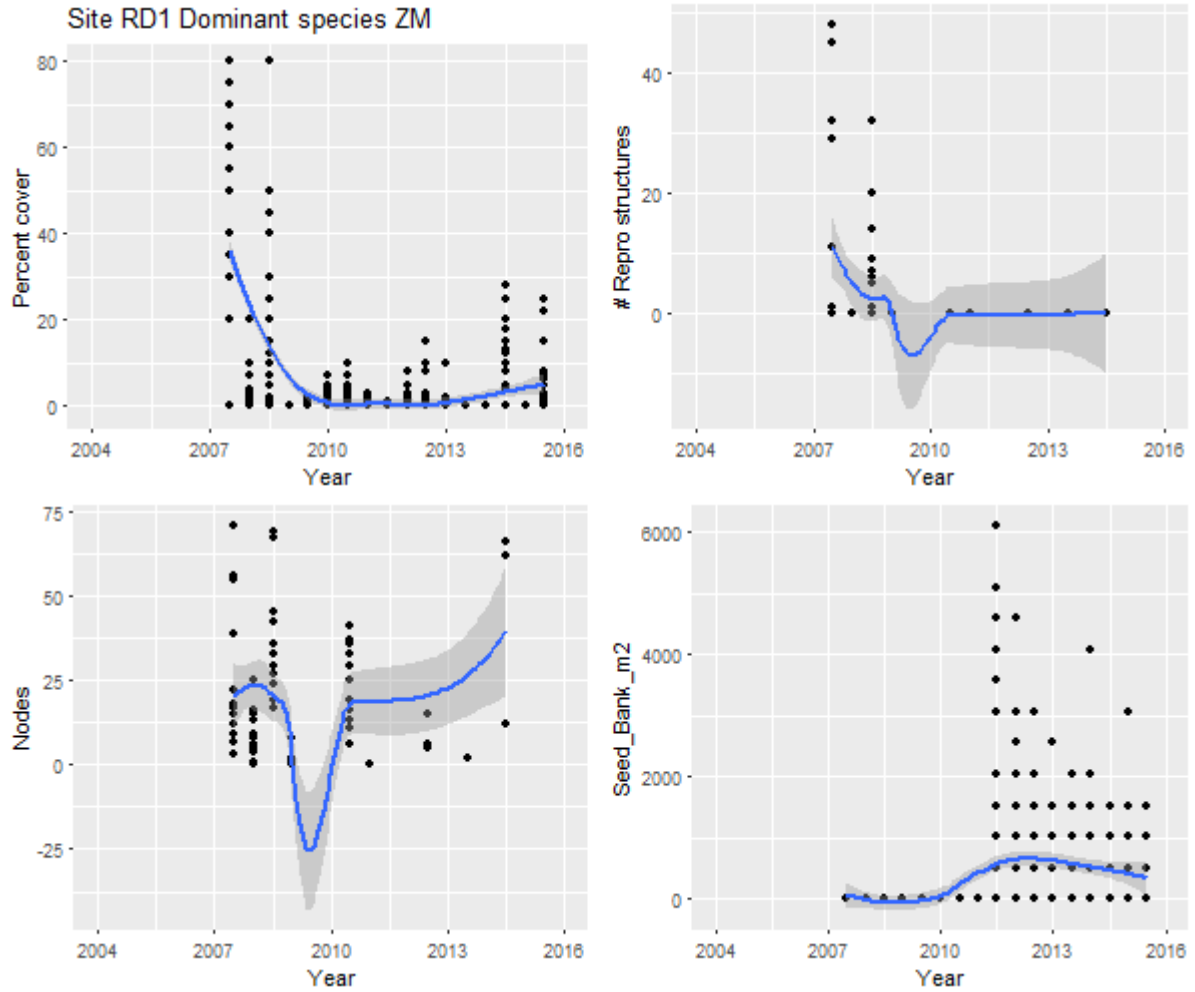 Site RD1 Dominant species ZM
Percent cover
80
60
40
20
0
2004 2007 2010 2013 2016
Year
# Repro structures
40
20
0
2004 2007 2010 2013 2016
Year
Nodes
75
50
25
0
-25
2004 2007 2010 2013 2016
Year
Seed_Bank_m2
6000
4000
2000
0
2004 2007 2010 2013 2016
Year